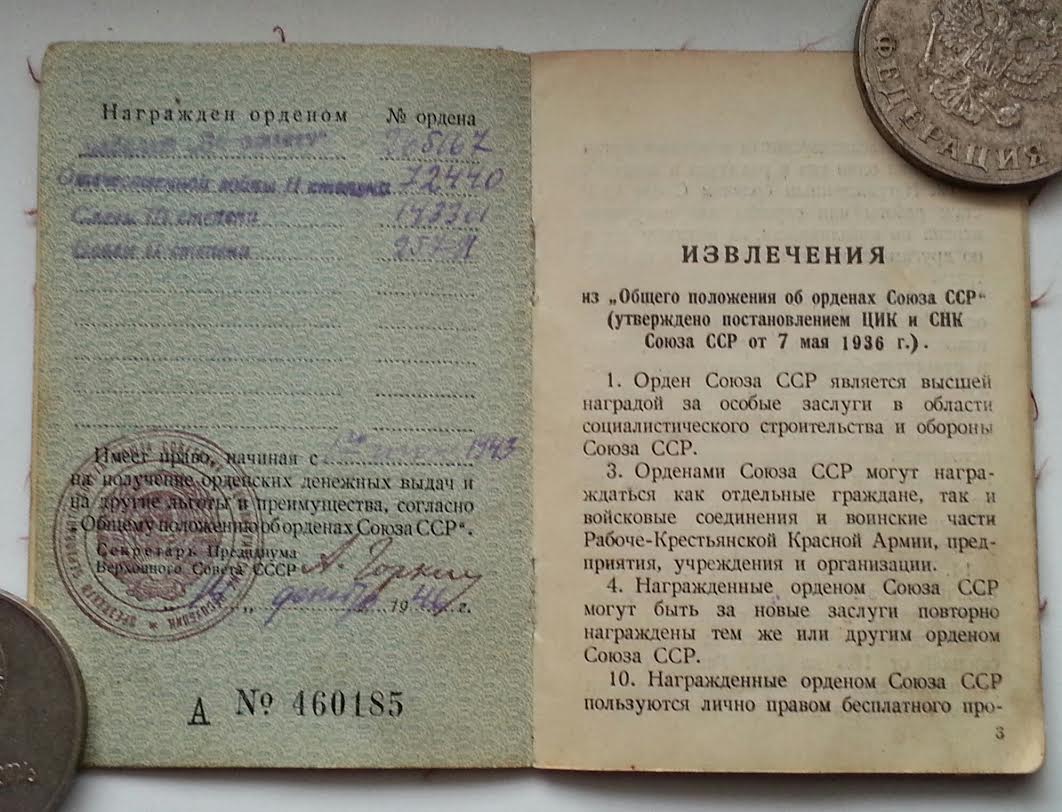 Награжден орденом № ордена
Отечественной войны II степени 72440
Славы III степени
Славы II степени
Имеет право, начиная с 1943
на получение орденских денежных выдач и
на другие льготы и преимущества, согласно
„Общему положению об орденах Союза ССР“.
Секретарь Президиума
Верховного Совета СССР А. Горкин
декабря 1946 г.
А № 460185
ФЕДЕРАЦИЯ
ИЗВЛЕЧЕНИЯ
из „Общего положения об орденах Союза ССР“
(утверждено постановлением ЦИК и СНК
Союза ССР от 7 мая 1936 г.).
1. Орден Союза ССР является высшей
наградой за особые заслуги в области
социалистического строительства и обороны
Союза ССР.
3. Орденами Союза ССР могут награ-
ждаться как отдельные граждане, так и
войсковые соединения и воинские части
Рабоче-Крестьянской Красной Армии, пред-
приятия, учреждения и организации.
4. Награжденные орденом Союза ССР
могут быть за новые заслуги повторно
награждены тем же или другим орденом
Союза ССР.
10. Награжденные орденом Союза ССР
пользуются лично правом бесплатного про-
3